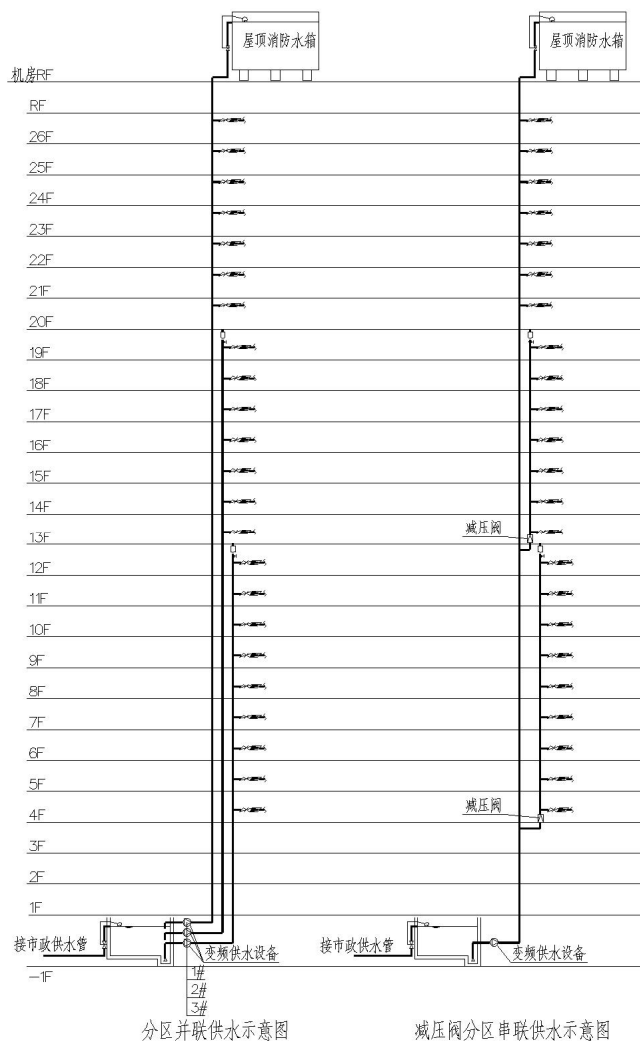 屋顶消防水箱
屋顶消防水箱
机房RF
RF
26F
25F
24F
23F
22F
21F
20F
19F
18F
17F
16F
15F
14F
减压阀
13F
12F
11F
10F
9F
8F
7F
6F
5F
减压阀
4F
3F
2F
1F
接市政供水管
变频供水设备
接市政供水管
变频供水设备
-1F
1#
2#
3#
分区并联供水示意图
减压阀分区串联供水示意图